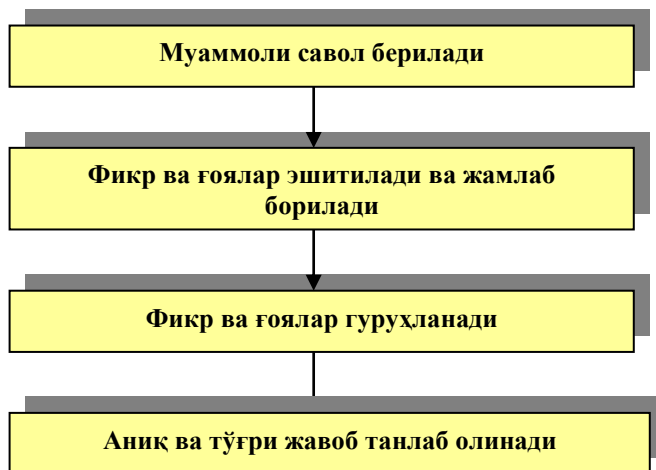 Муаммоли савол берилади
Фикр ва ғоялар эшитилади ва жамлаб
борилади
Фикр ва ғоялар гуруҳланади
Аниқ ва тўғри жавоб танлаб олинади